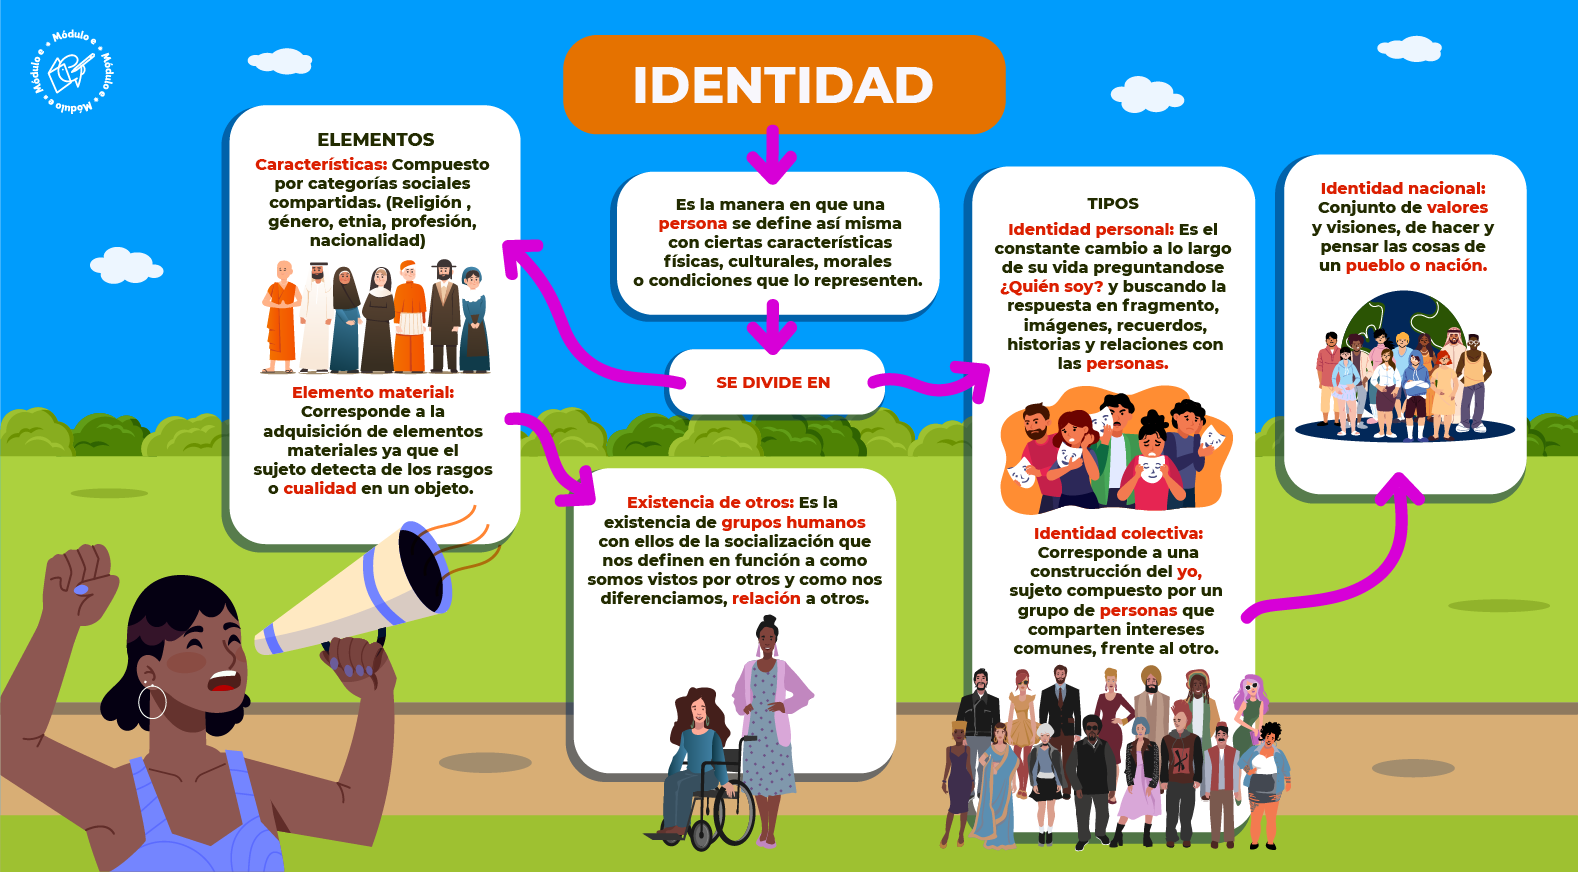 Módulo e • Módulo e • Módulo e • Módulo e •
IDENTIDAD
Es la manera en que una
persona se define así misma
con ciertas características
físicas, culturales, morales
o condiciones que lo representen.
SE DIVIDE EN
ELEMENTOS
Características: Compuesto
por categorías sociales
compartidas. (Religión ,
género, etnia, profesión,
nacionalidad)
Elemento material:
Corresponde a la
adquisición de elementos
materiales ya que el
sujeto detecta de los rasgos
o cualidad en un objeto.
Existencia de otros: Es la
existencia de grupos humanos
con ellos de la socialización que
nos definen en función a como
somos vistos por otros y como nos
diferenciamos, relación a otros.
TIPOS
Identidad personal: Es el
constante cambio a lo largo
de su vida preguntandose
¿Quién soy? y buscando la
respuesta en fragmento,
imágenes, recuerdos,
historias y relaciones con
las personas.
Identidad colectiva:
Corresponde a una
construcción del yo,
sujeto compuesto por un
grupo de personas que
comparten intereses
comunes, frente al otro.
Identidad nacional:
Conjunto de valores
y visiones, de hacer y
pensar las cosas de
un pueblo o nación.